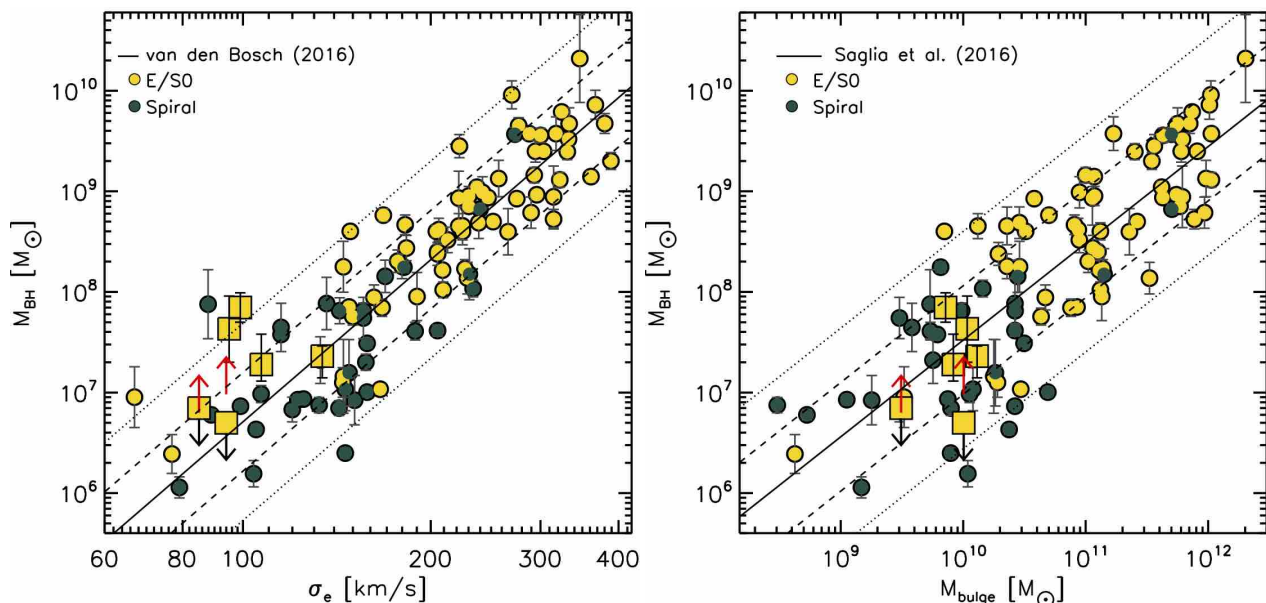 van den Bosch (2016)
E/S0
Spiral
M_BH [M_⊙]
10^10
10^9
10^8
10^7
10^6
60 80 100 200 300 400
σ_e [km/s]
Saglia et al. (2016)
E/S0
Spiral
M_BH [M_⊙]
10^10
10^9
10^8
10^7
10^6
10^9 10^10 10^11 10^12
M_bulge [M_⊙]